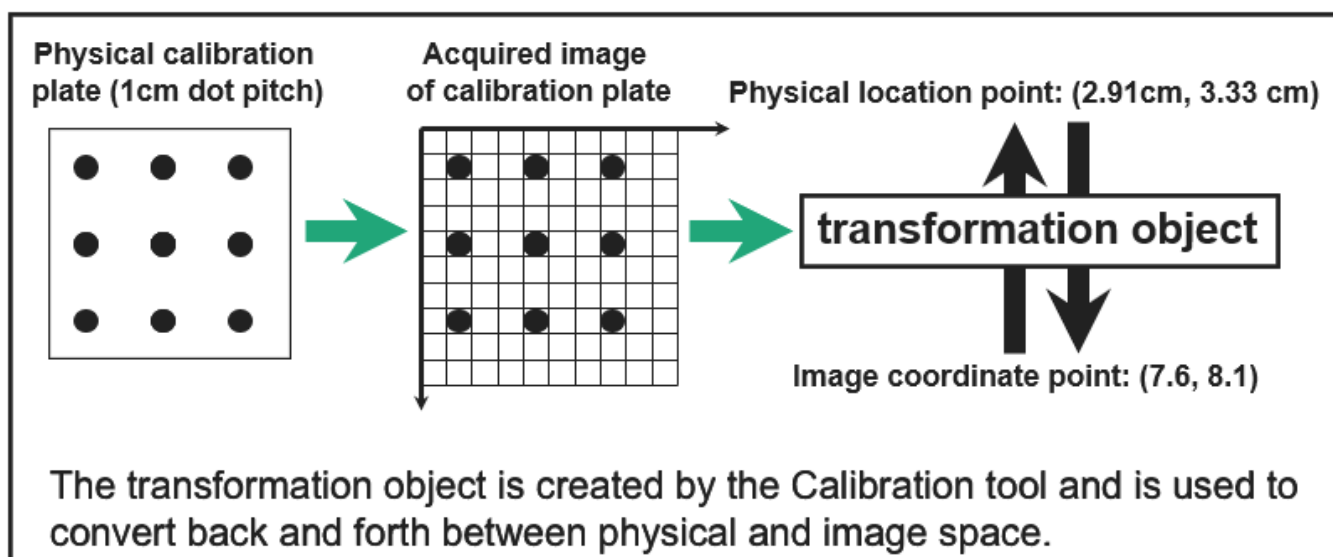 Physical calibration
plate (1cm dot pitch)
Acquired image
of calibration plate
Physical location point: (2.91cm, 3.33 cm)
transformation object
Image coordinate point: (7.6, 8.1)
The transformation object is created by the Calibration tool and is used to
convert back and forth between physical and image space.